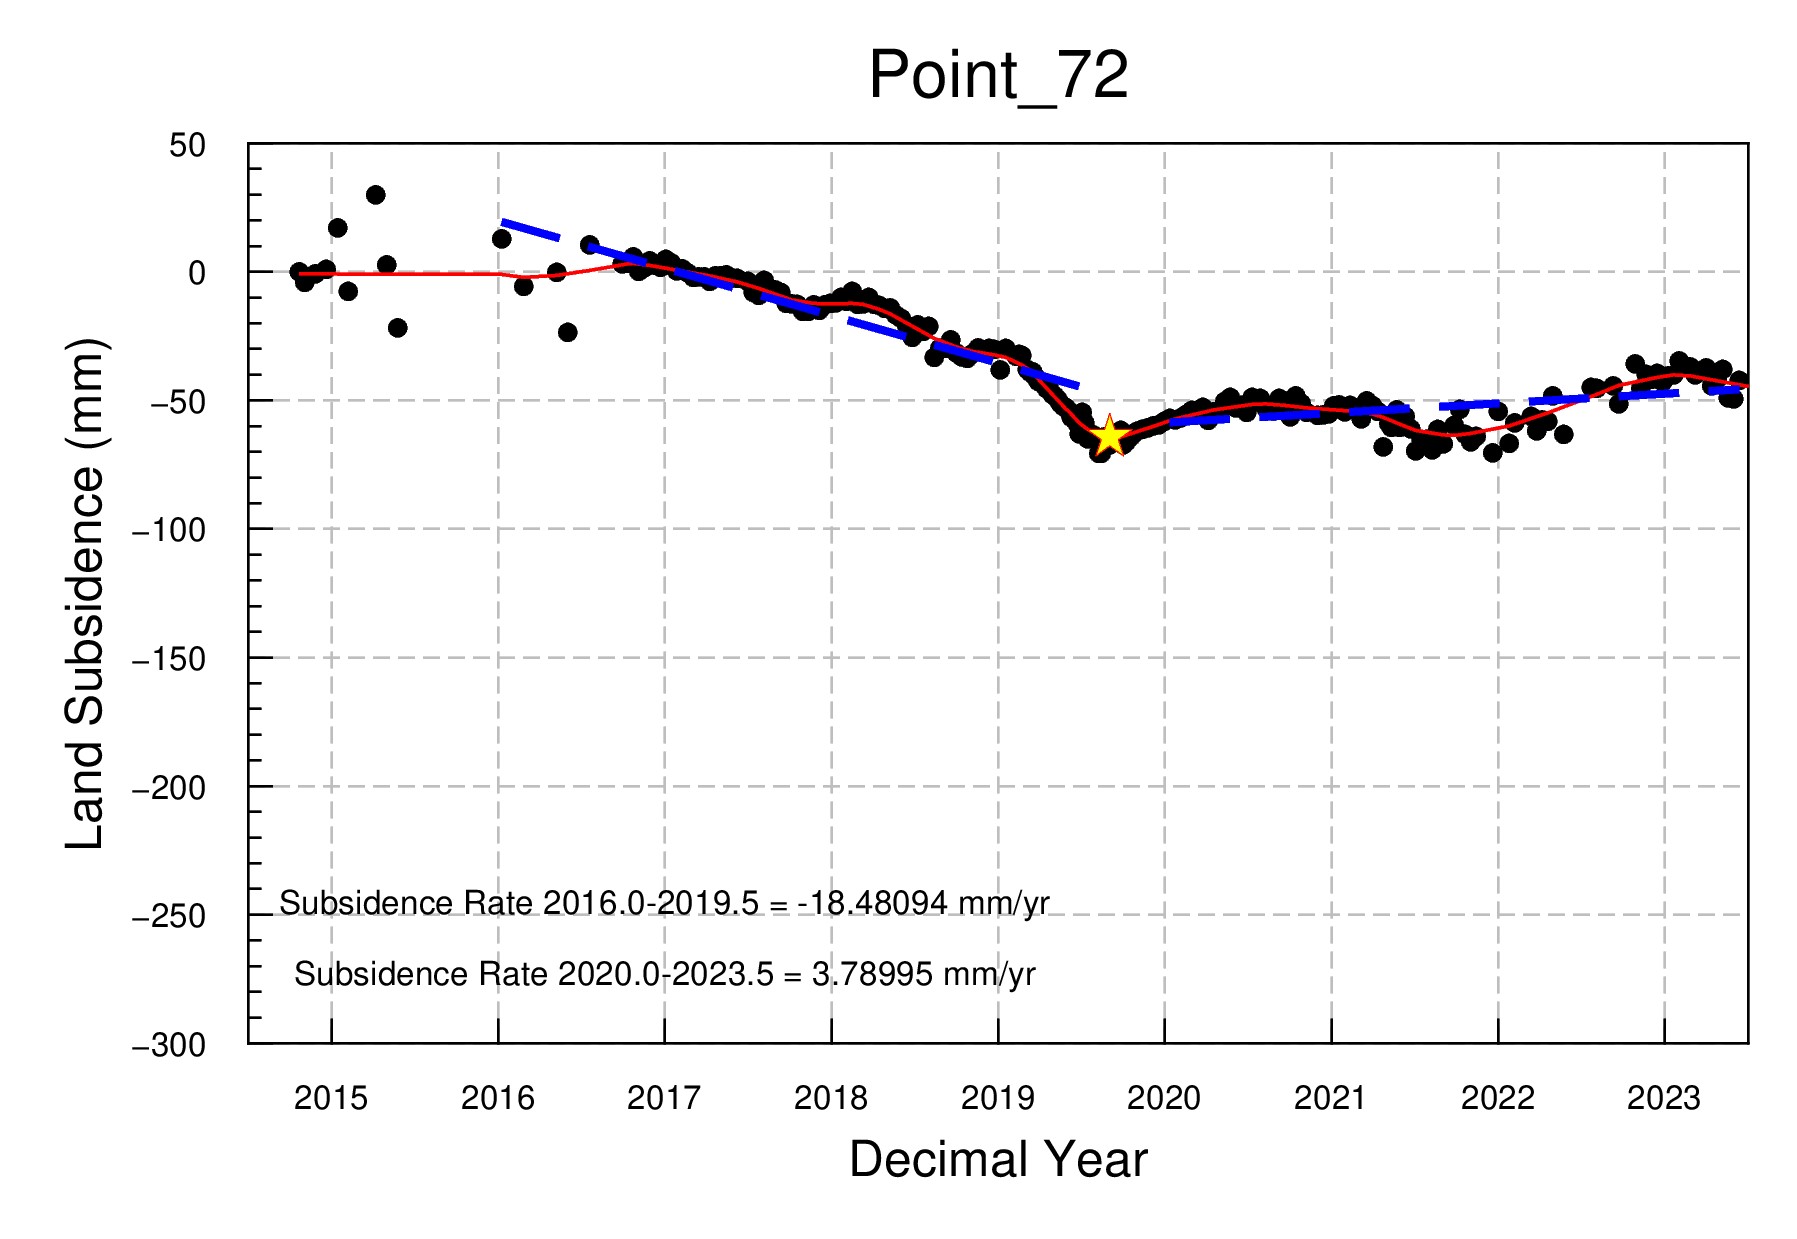 Point_72
50
0
−50
−100
−150
−200
−250
−300
Land Subsidence (mm)
Subsidence Rate 2016.0-2019.5 = -18.48094 mm/yr
Subsidence Rate 2020.0-2023.5 = 3.78995 mm/yr
2015 2016 2017 2018 2019 2020 2021 2022 2023
Decimal Year